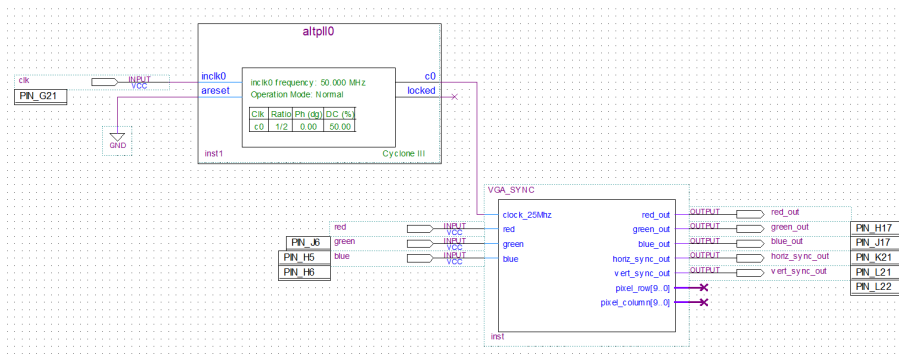 altpll0
clk
INPUT
VCC
PIN_G21
inclk0
areset
inclk0 frequency: 50.000 MHz
Operation Mode: Normal
Clk Ratio Ph (dg) DC (%)
c0 1/2 0.00 50.00
c0
locked
GND
inst1
Cyclone III
VGA_SYNC
clock_25Mhz
red
green
blue
red_out
green_out
blue_out
horiz_sync_out
vert_sync_out
pixel_row[9..0]
pixel_column[9..0]
inst
red
INPUT
VCC
PIN_J6
green
INPUT
VCC
PIN_H5
blue
INPUT
VCC
PIN_H6
OUTPUT
red_out
PIN_H17
OUTPUT
green_out
PIN_J17
OUTPUT
blue_out
PIN_K21
OUTPUT
horiz_sync_out
PIN_L21
OUTPUT
vert_sync_out
PIN_L22